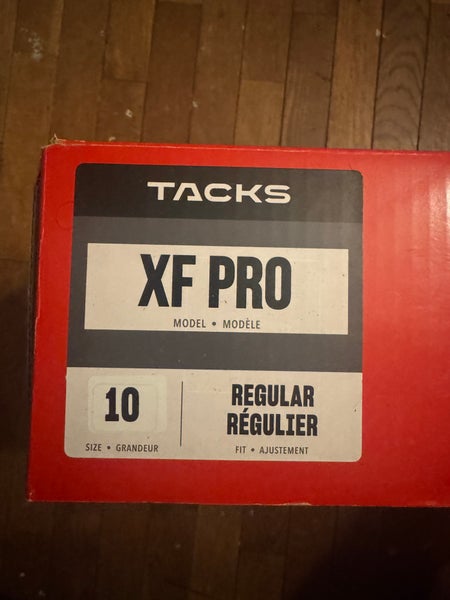 TACKS
XF PRO
MODEL • MODÈLE
10
SIZE • GRANDEUR
REGULAR
RÉGULIER
FIT • AJUSTEMENT